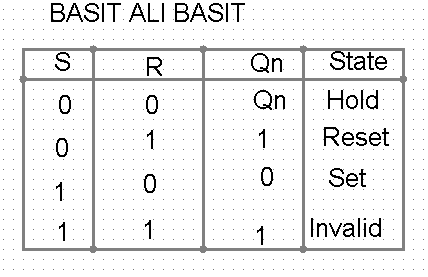 BASIT ALI BASIT
S R Qn State
0 0 Qn Hold
0 1 1 Reset
1 0 0 Set
1 1 1 Invalid